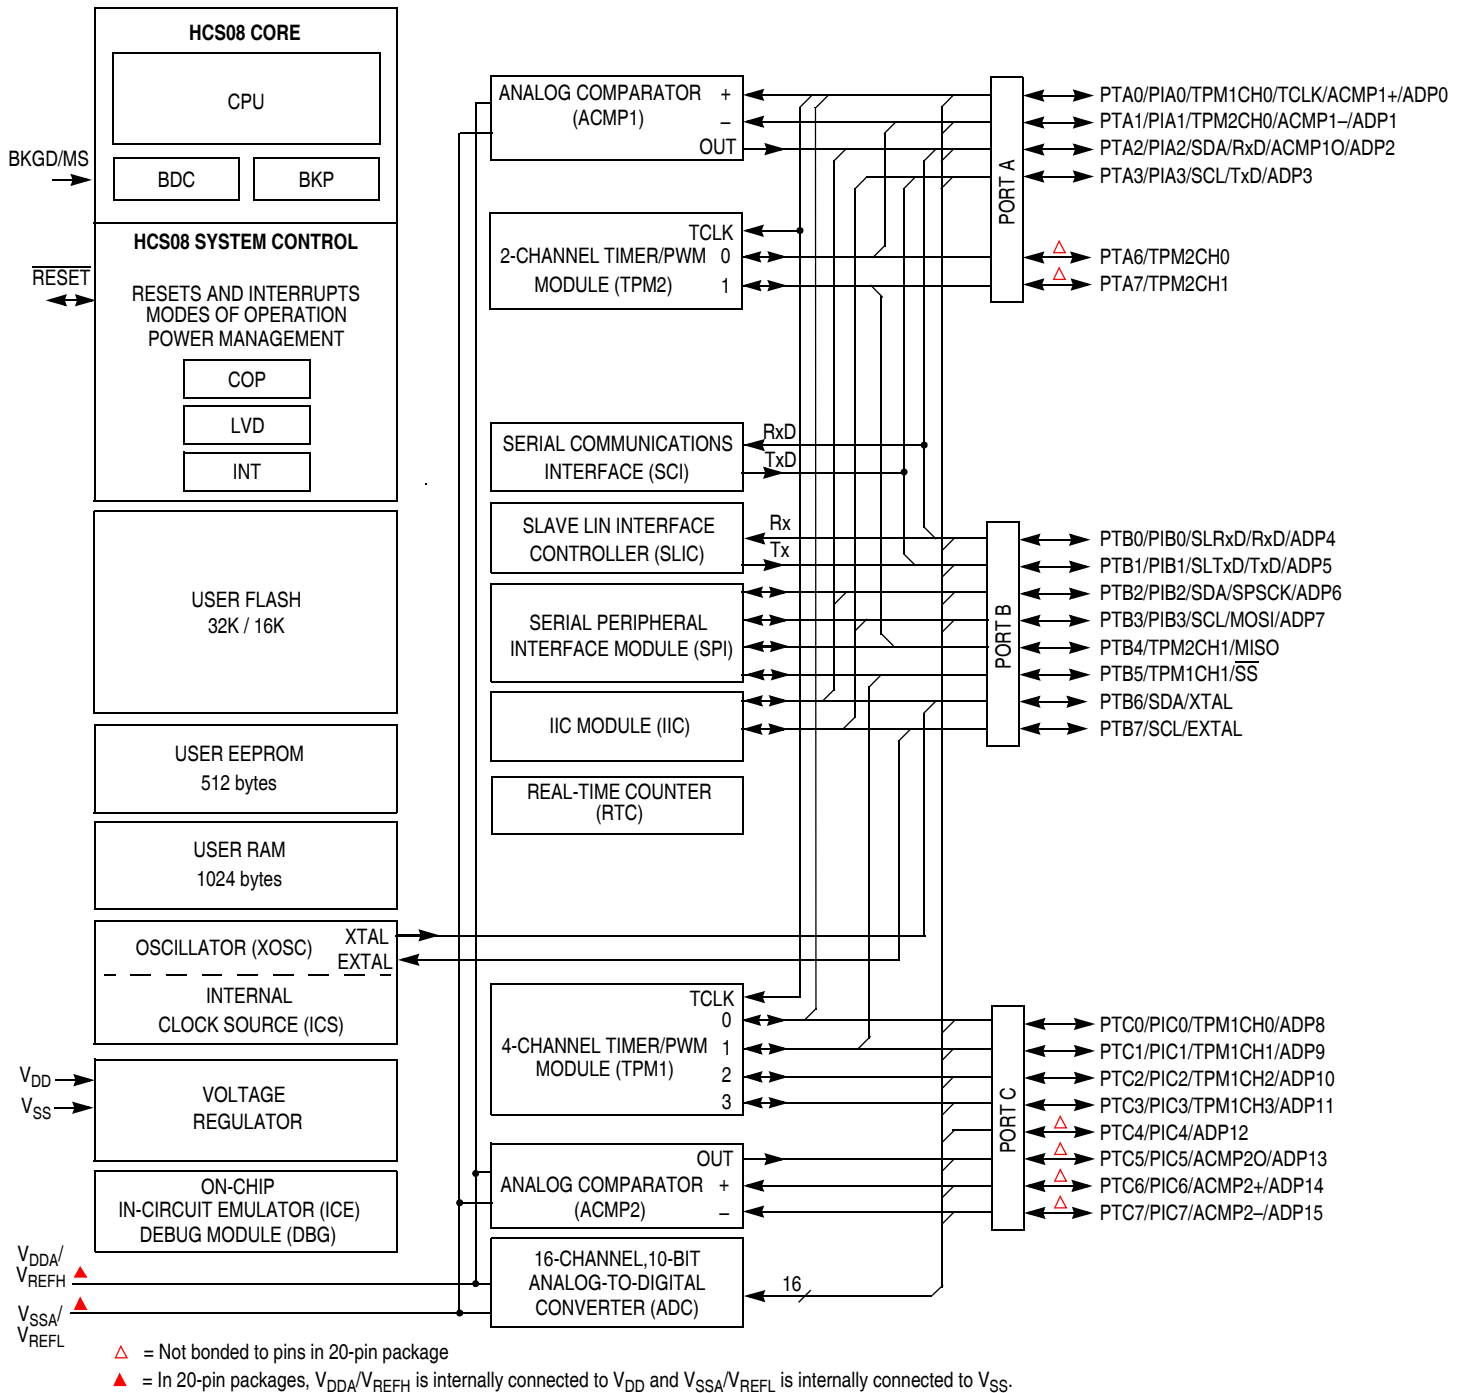 HCS08 CORE
CPU
BKGD/MS
BDC
BKP
HCS08 SYSTEM CONTROL
RESET
RESETS AND INTERRUPTS
MODES OF OPERATION
POWER MANAGEMENT
COP
LVD
INT
USER FLASH
32K / 16K
USER EEPROM
512 bytes
USER RAM
1024 bytes
OSCILLATOR (XOSC)
XTAL
EXTAL
INTERNAL
CLOCK SOURCE (ICS)
VDD
VSS
VOLTAGE
REGULATOR
ON-CHIP
IN-CIRCUIT EMULATOR (ICE)
DEBUG MODULE (DBG)
VDDA/
VREFH
VSSA/
VREFL
ANALOG COMPARATOR
(ACMP1)
+
–
OUT
TCLK
2-CHANNEL TIMER/PWM
MODULE (TPM2)
0
1
SERIAL COMMUNICATIONS
INTERFACE (SCI)
RxD
TxD
SLAVE LIN INTERFACE
CONTROLLER (SLIC)
Rx
Tx
SERIAL PERIPHERAL
INTERFACE MODULE (SPI)
IIC MODULE (IIC)
REAL-TIME COUNTER
(RTC)
TCLK
0
4-CHANNEL TIMER/PWM
MODULE (TPM1)
1
2
3
OUT
ANALOG COMPARATOR
(ACMP2)
+
–
16-CHANNEL,10-BIT
ANALOG-TO-DIGITAL
CONVERTER (ADC)
16
PORT A
PTA0/PIA0/TPM1CH0/TCLK/ACMP1+/ADP0
PTA1/PIA1/TPM2CH0/ACMP1–/ADP1
PTA2/PIA2/SDA/RxD/ACMP1O/ADP2
PTA3/PIA3/SCL/TxD/ADP3
PTA6/TPM2CH0
PTA7/TPM2CH1
PORT B
PTB0/PIB0/SLRxD/RxD/ADP4
PTB1/PIB1/SLTxD/TxD/ADP5
PTB2/PIB2/SDA/SPSCK/ADP6
PTB3/PIB3/SCL/MOSI/ADP7
PTB4/TPM2CH1/MISO
PTB5/TPM1CH1/SS
PTB6/SDA/XTAL
PTB7/SCL/EXTAL
PORT C
PTC0/PIC0/TPM1CH0/ADP8
PTC1/PIC1/TPM1CH1/ADP9
PTC2/PIC2/TPM1CH2/ADP10
PTC3/PIC3/TPM1CH3/ADP11
PTC4/PIC4/ADP12
PTC5/PIC5/ACMP2O/ADP13
PTC6/PIC6/ACMP2+/ADP14
PTC7/PIC7/ACMP2–/ADP15
△ = Not bonded to pins in 20-pin package
▲ = In 20-pin packages, VDDA/VREFH is internally connected to VDD and VSSA/VREFL is internally connected to VSS.